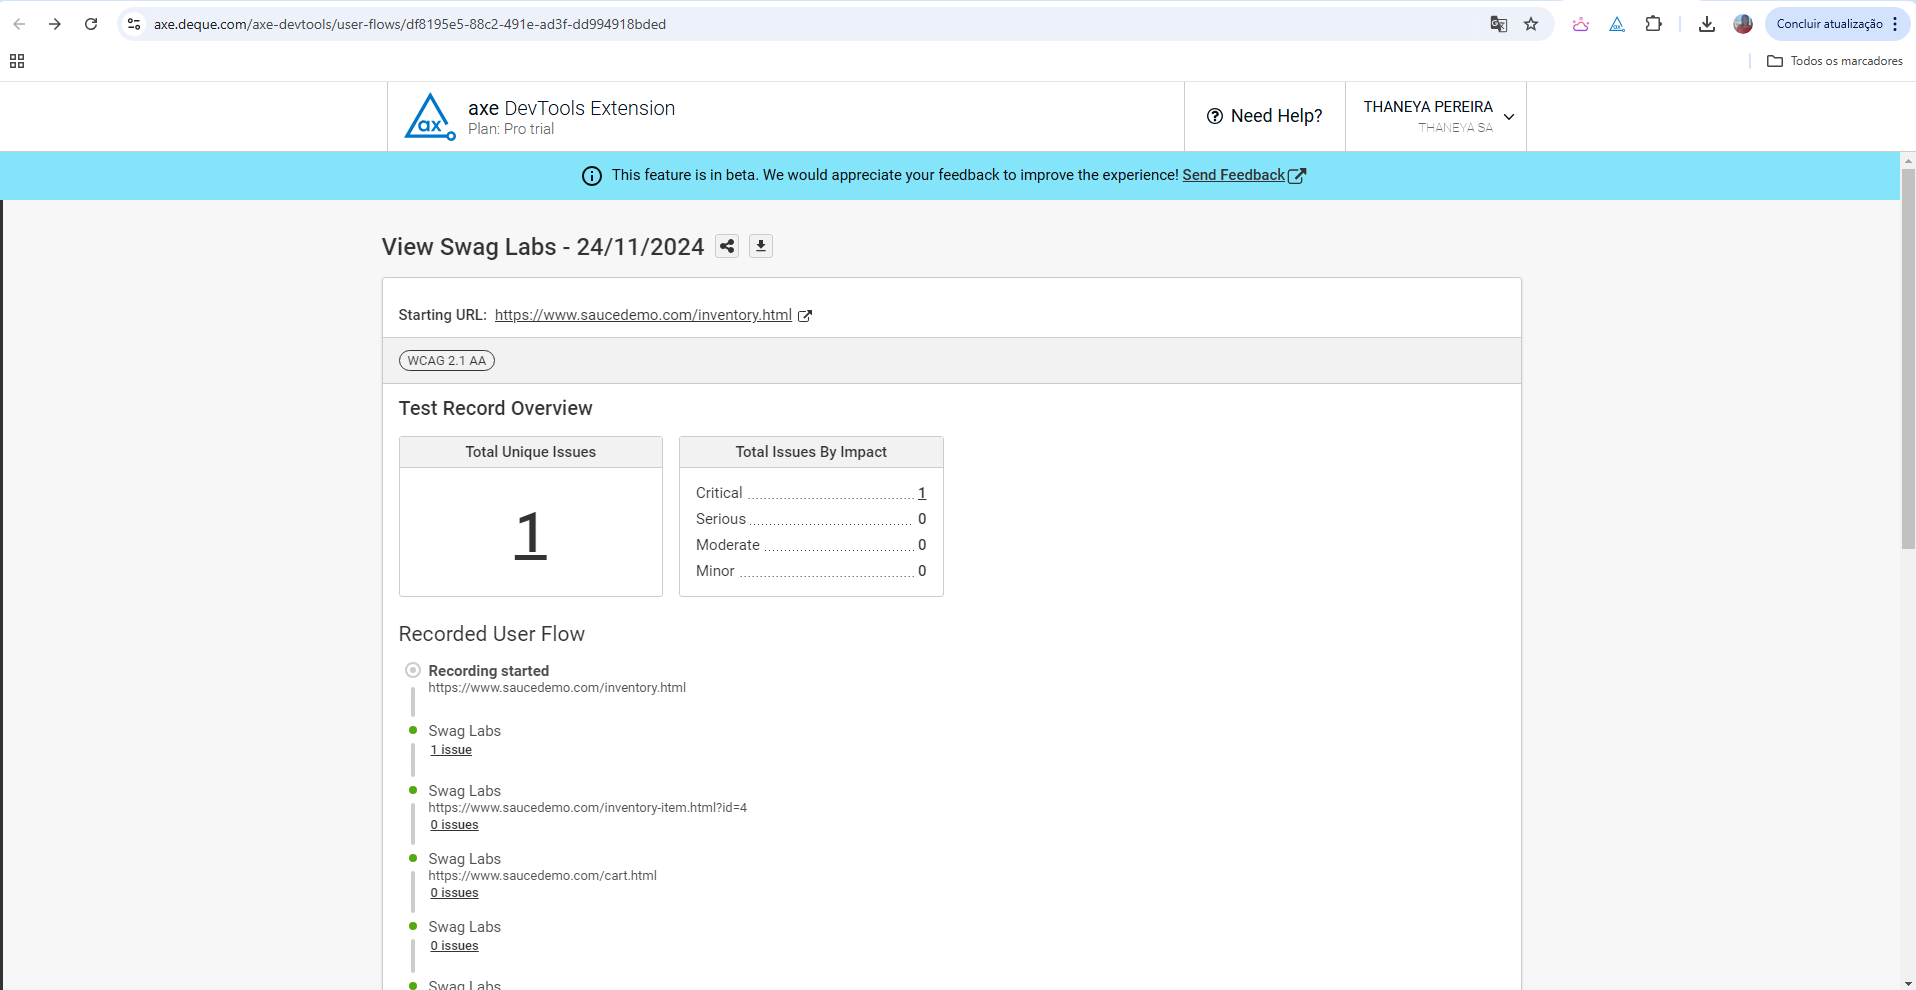 axe.deque.com/axe-devtools/user-flows/df8195e5-88c2-491e-ad3f-dd994918bded
Concluir atualização
Todos os marcadores
ax
axe DevTools Extension
Plan: Pro trial
Need Help?
THANEYA PEREIRA
THANEYA SA
This feature is in beta. We would appreciate your feedback to improve the experience! Send Feedback
View Swag Labs - 24/11/2024
Starting URL: https://www.saucedemo.com/inventory.html
WCAG 2.1 AA
Test Record Overview
Total Unique Issues
1
Total Issues By Impact
Critical 1
Serious 0
Moderate 0
Minor 0
Recorded User Flow
Recording started
https://www.saucedemo.com/inventory.html
Swag Labs
1 issue
Swag Labs
https://www.saucedemo.com/inventory-item.html?id=4
0 issues
Swag Labs
https://www.saucedemo.com/cart.html
0 issues
Swag Labs
0 issues
Swag Labs